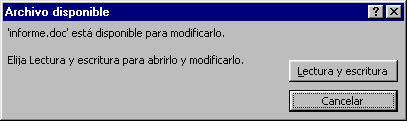 Archivo disponible
'informe.doc' está disponible para modificarlo.
Elija Lectura y escritura para abrirlo y modificarlo.
Lectura y escritura
Cancelar